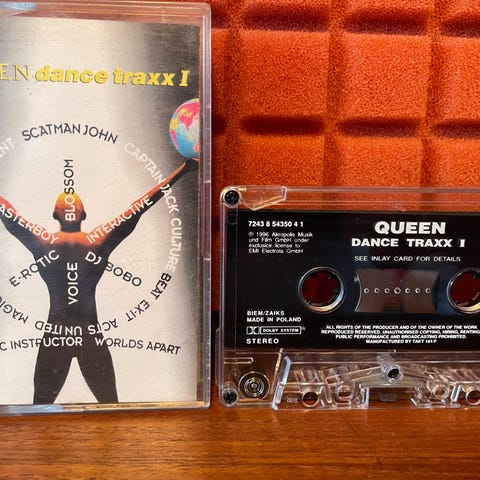 EN dance traxx I
SCATMAN JOHN
CAPTAIN JACK
CULTURE BEAT
BLOSSOM
INTERACTIVE
E-ROTIC
DJ BOBO
VOICE
EX-IT
ACTS UNITED
MAGIC
C INSTRUCTOR
WORLDS APART
7243 8 54350 4 1
QUEEN
DANCE TRAXX I
℗ 1996 Akropolis Musik
und Film GmbH under
exclusive license to
EMI Electrola GmbH
SEE INLAY CARD FOR DETAILS
BIEM/ZAIKS
MADE IN POLAND
DOLBY SYSTEM
STEREO
ALL RIGHTS OF THE PRODUCER AND OF THE OWNER OF THE WORK
REPRODUCED RESERVED, UNAUTHORISED COPYING, HIRING, RENTING
PUBLIC PERFORMANCE AND BROADCASTING PROHIBITED.
MANUFACTURED BY TAKT